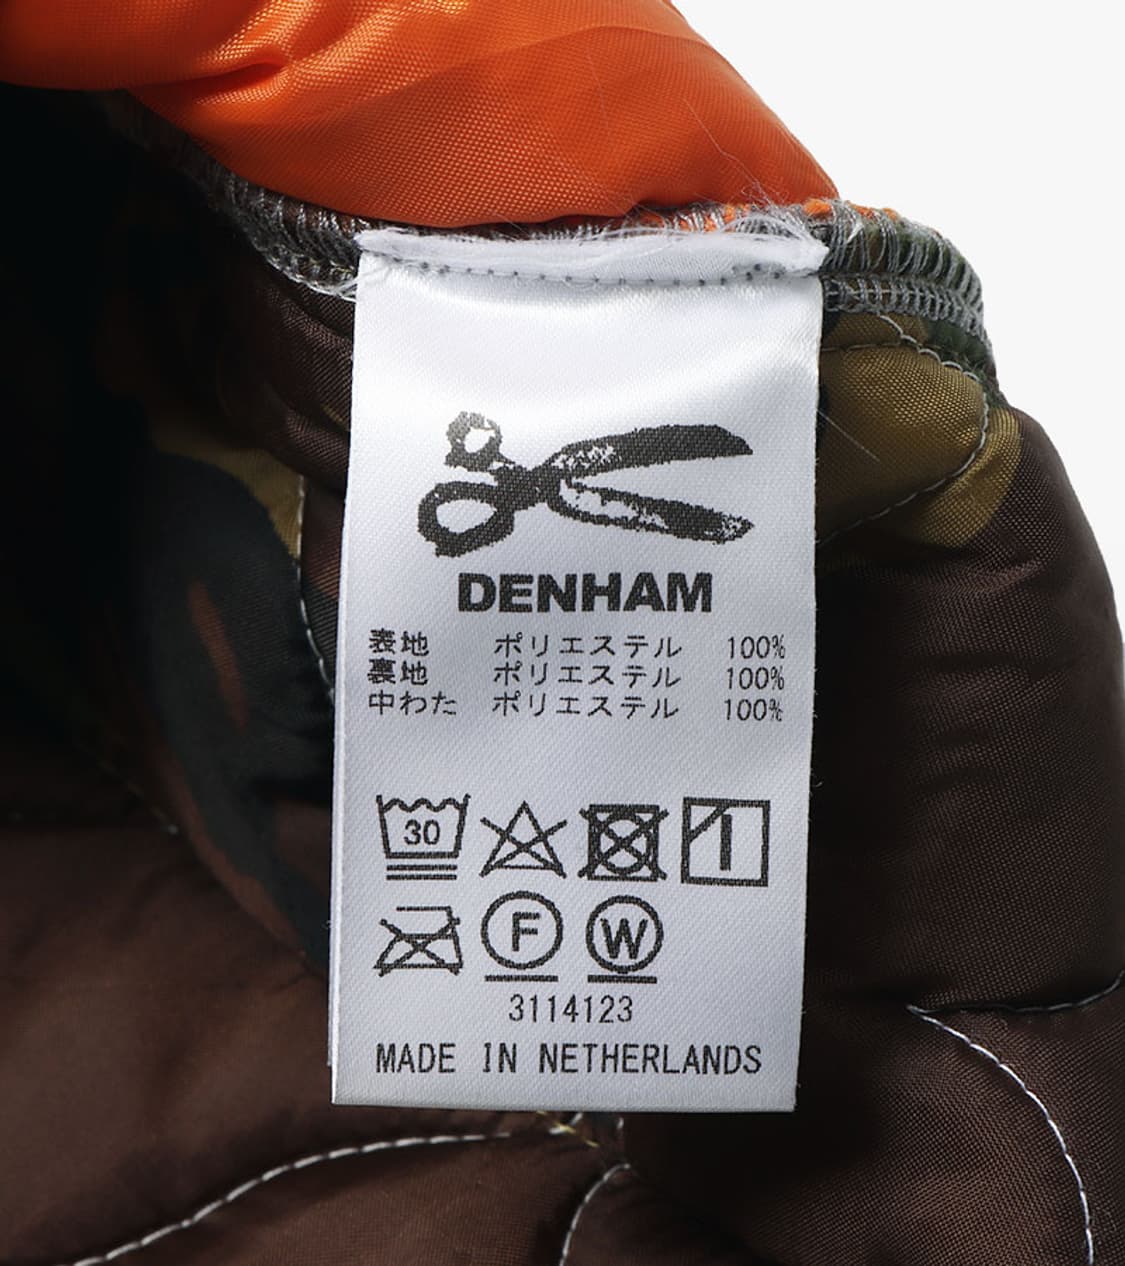 DENHAM
表地 ポリエステル 100%
裏地 ポリエステル 100%
中わた ポリエステル 100%
30
F W
3114123
MADE IN NETHERLANDS